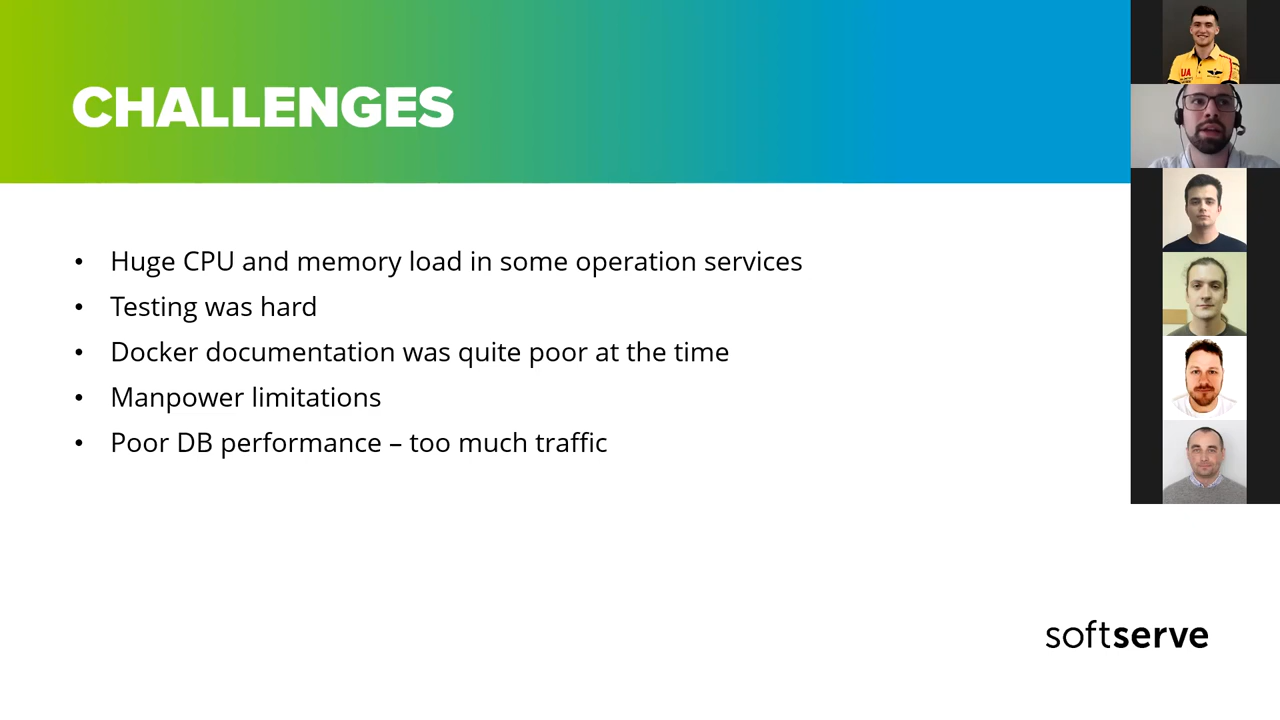 CHALLENGES
• Huge CPU and memory load in some operation services
• Testing was hard
• Docker documentation was quite poor at the time
• Manpower limitations
• Poor DB performance – too much traffic
softserve
UA